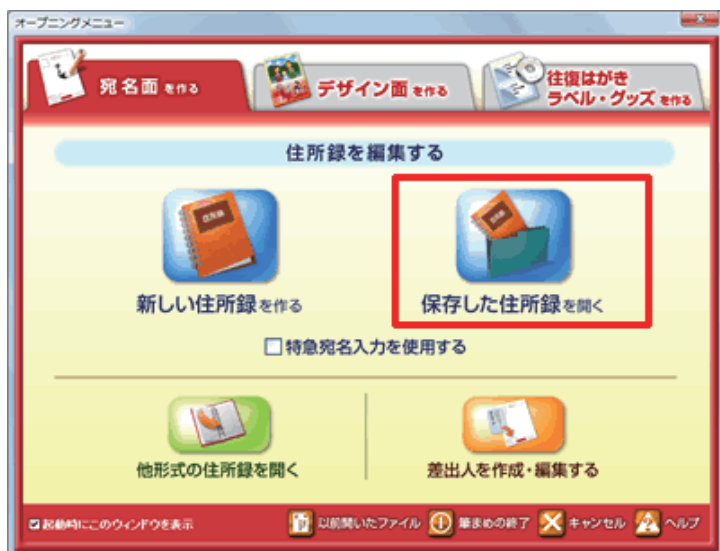 オープニングメニュー
宛名面を作る
デザイン面を作る
往復はがき
ラベル・グッズを作る
住所録を編集する
住所録
新しい住所録を作る
保存した住所録を開く
特急宛名入力を使用する
他形式の住所録を開く
差出人を作成・編集する
起動時にこのウィンドウを表示
以前開いたファイル
筆まめの終了
キャンセル
ヘルプ